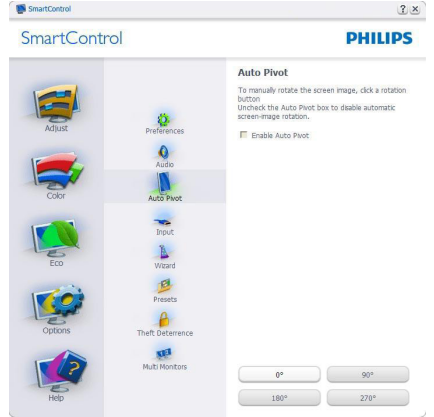 SmartControl
SmartControl
PHILIPS
Adjust
Color
Eco
Options
Help
Preferences
Audio
Auto Pivot
Input
Wizard
Presets
Theft Deterrence
Multi Monitors
Auto Pivot
To manually rotate the screen image, click a rotation
button
Uncheck the Auto Pivot box to disable automatic
screen-image rotation.
Enable Auto Pivot
0°
90°
180°
270°